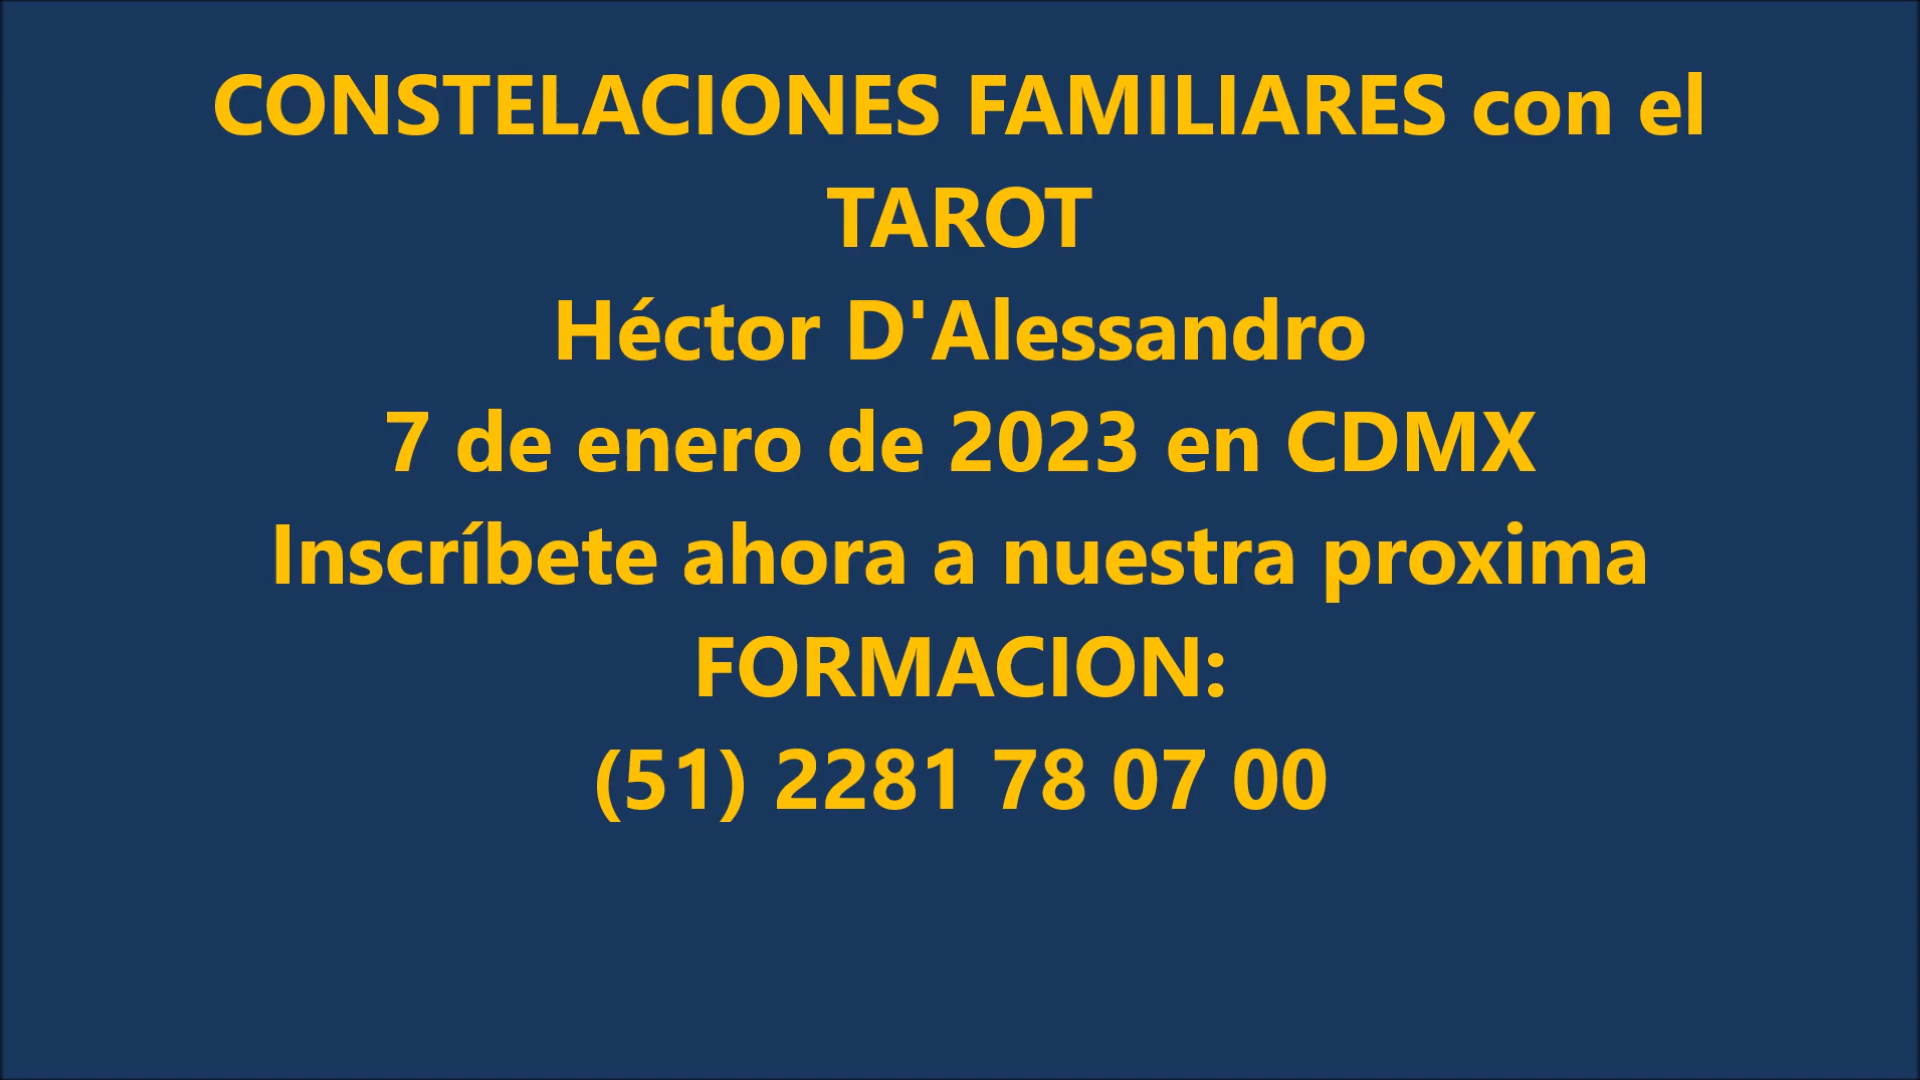 CONSTELACIONES FAMILIARES con el
TAROT
Héctor D'Alessandro
7 de enero de 2023 en CDMX
Inscríbete ahora a nuestra proxima
FORMACION:
(51) 2281 78 07 00